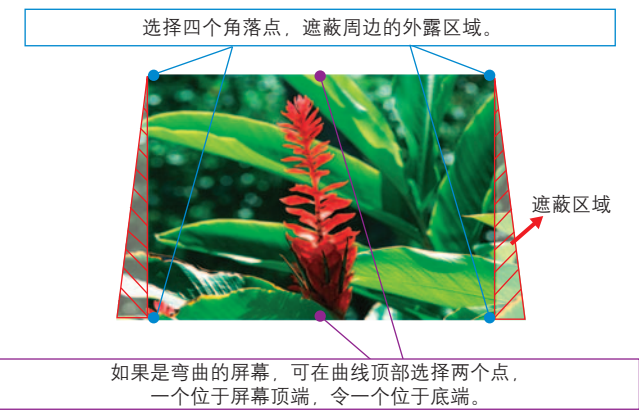 选择四个角落点，遮蔽周边的外露区域。
遮蔽区域
如果是弯曲的屏幕，可在曲线顶部选择两个点，
一个位于屏幕顶端，令一个位于底端。